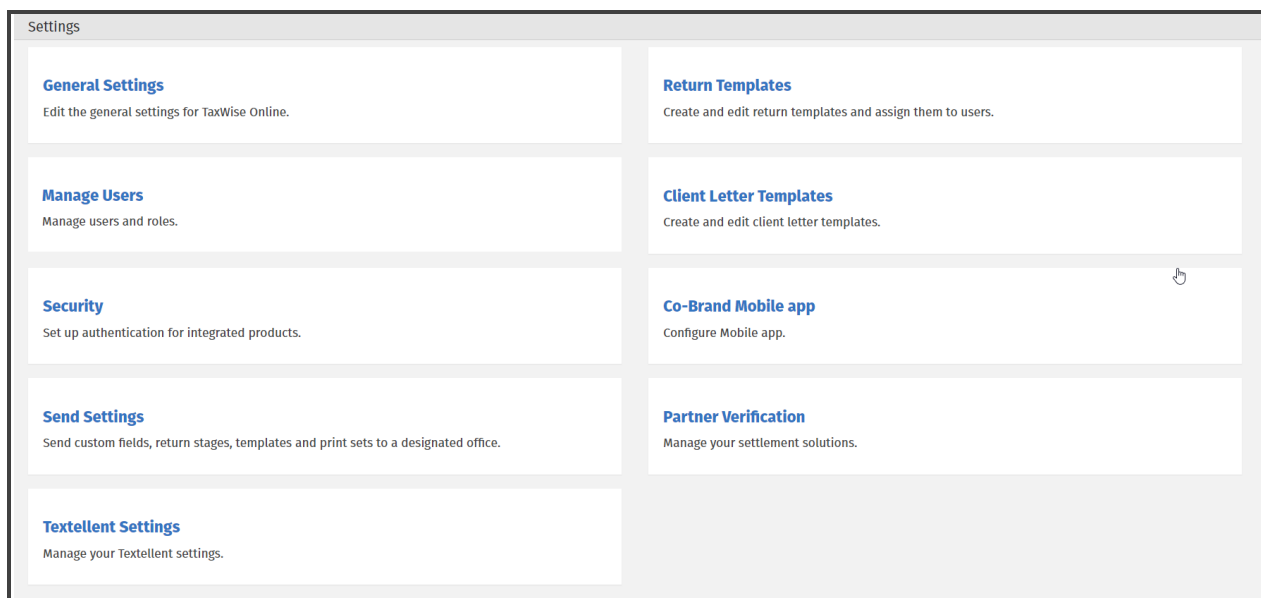 Settings
General Settings
Edit the general settings for TaxWise Online.
Return Templates
Create and edit return templates and assign them to users.
Manage Users
Manage users and roles.
Client Letter Templates
Create and edit client letter templates.
Security
Set up authentication for integrated products.
Co-Brand Mobile app
Configure Mobile app.
Send Settings
Send custom fields, return stages, templates and print sets to a designated office.
Partner Verification
Manage your settlement solutions.
Textellent Settings
Manage your Textellent settings.